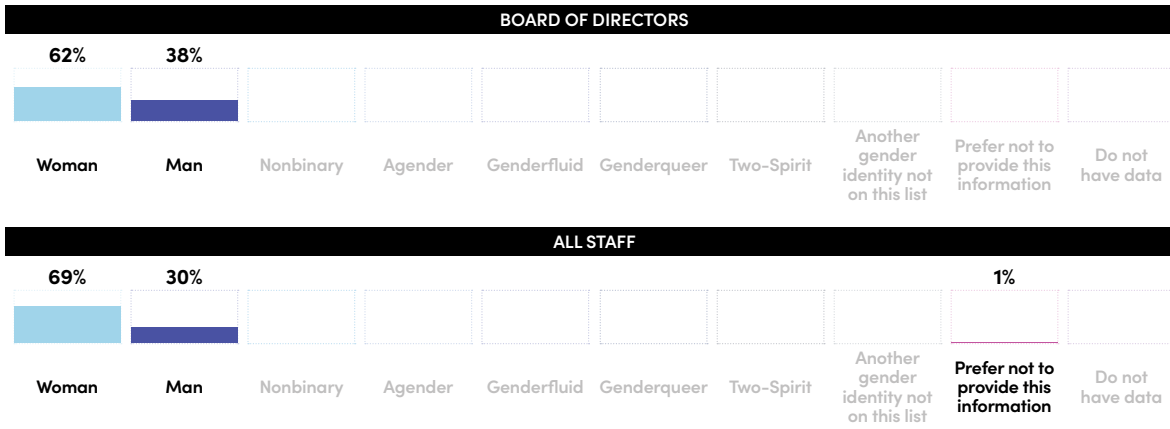 BOARD OF DIRECTORS
62% 38%
Woman Man Nonbinary Agender Genderfluid Genderqueer Two-Spirit Another gender identity not on this list Prefer not to provide this information Do not have data
ALL STAFF
69% 30% 1%
Woman Man Nonbinary Agender Genderfluid Genderqueer Two-Spirit Another gender identity not on this list Prefer not to provide this information Do not have data